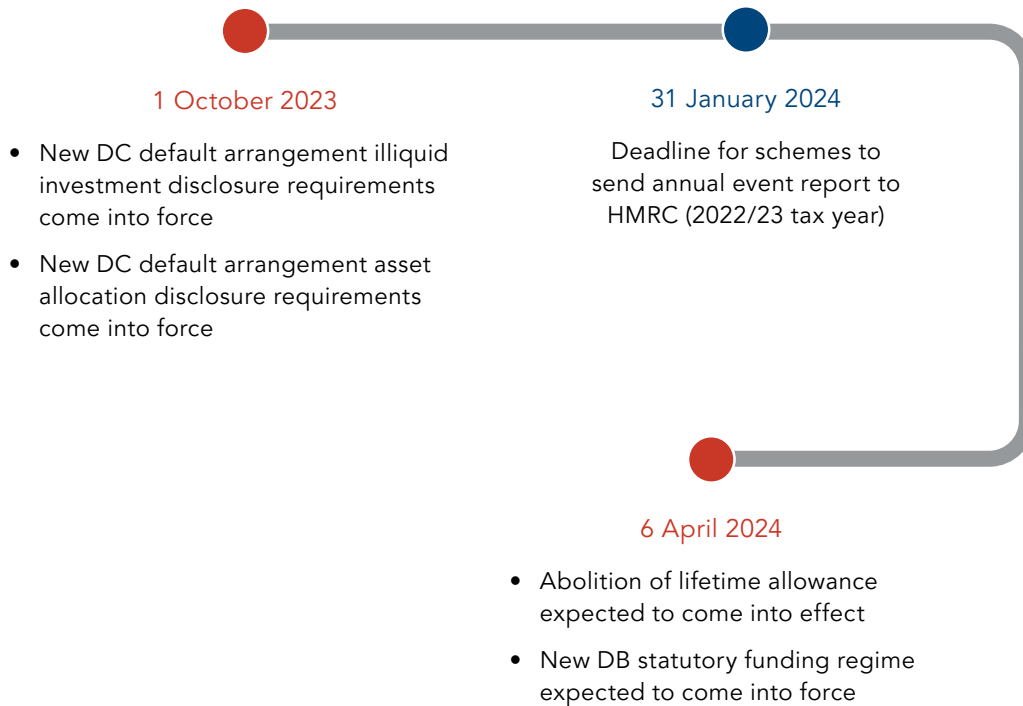 1 October 2023
• New DC default arrangement illiquid
investment disclosure requirements
come into force
• New DC default arrangement asset
allocation disclosure requirements
come into force
31 January 2024
Deadline for schemes to
send annual event report to
HMRC (2022/23 tax year)
6 April 2024
• Abolition of lifetime allowance
expected to come into effect
• New DB statutory funding regime
expected to come into force